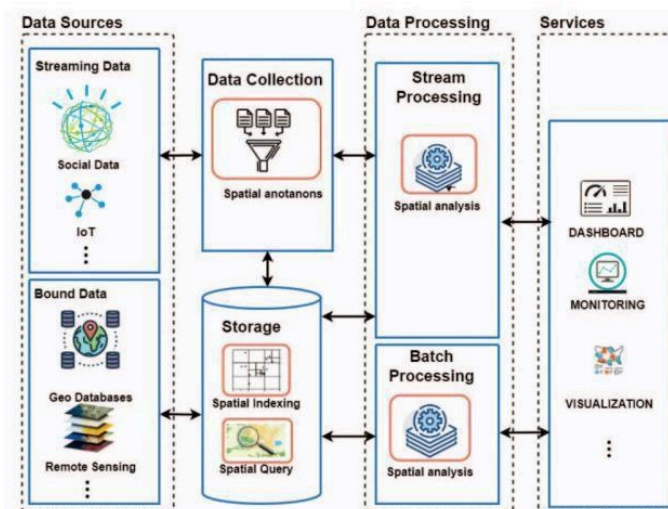 Data Sources
Data Processing
Services
Streaming Data
Social Data
IoT
Bound Data
Geo Databases
Remote Sensing
Data Collection
Spatial anotanons
Storage
Spatial Indexing
Spatial Query
Stream
Processing
Spatial analysis
Batch
Processing
Spatial analysis
DASHBOARD
MONITORING
VISUALIZATION